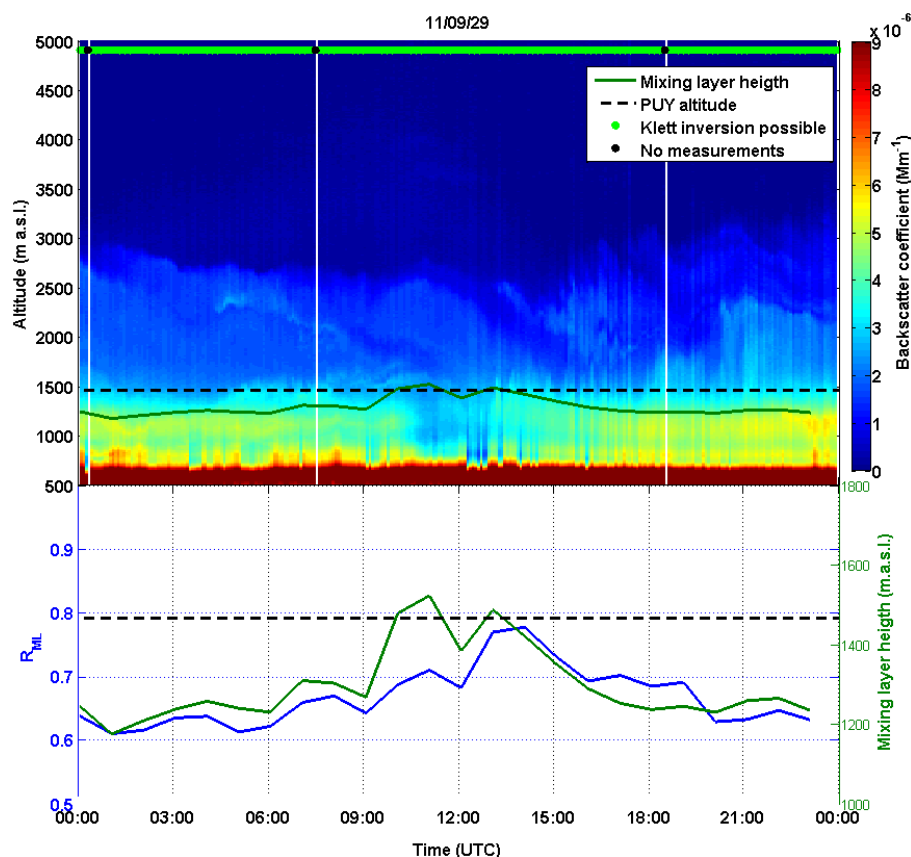 11/09/29
x 10⁻⁶
5000
4500
4000
3500
3000
2500
2000
1500
1000
500
Altitude (m a.s.l.)
Mixing layer heigth
PUY altitude
Klett inversion possible
No measurements
9
8
7
6
5
4
3
2
1
0
Backscatter coefficient (Mm⁻¹)
0.9
0.8
0.7
0.6
0.5
R_ML
1800
1600
1400
1200
1000
Mixing layer heigth (m.a.s.l.)
00:00 03:00 06:00 09:00 12:00 15:00 18:00 21:00 00:00
Time (UTC)